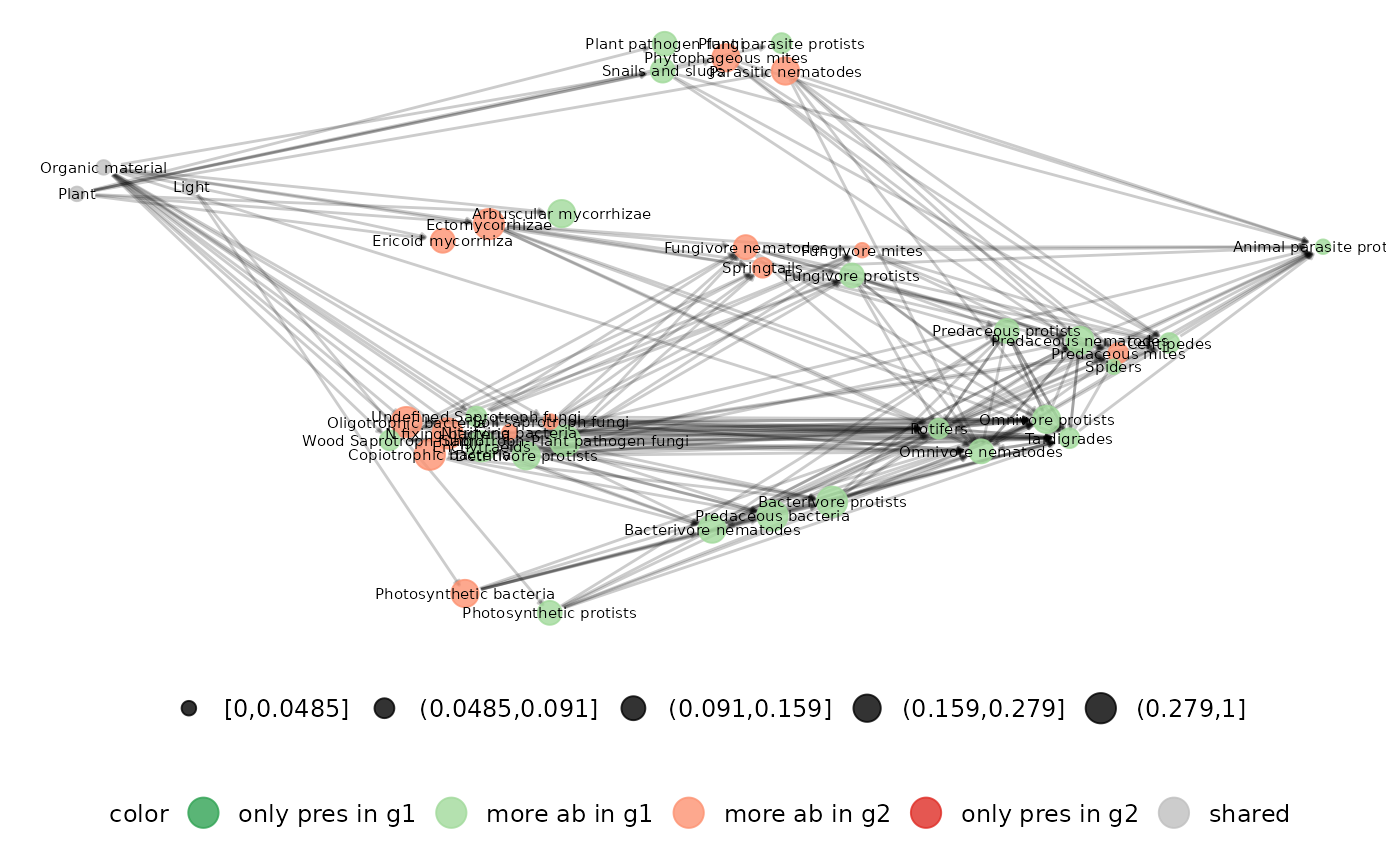 Plant pathogen fungi
Plant parasite protists
Phytophageous mites
Snails and slugs
Parasitic nematodes
Organic material
Light
Plant
Arbuscular mycorrhizae
Ectomycorrhizae
Ericoid mycorrhiza
Fungivore nematodes
Fungivore mites
Springtails
Fungivore protists
Animal parasite prot
Predaceous protists
Predaceous nematodes
Centipedes
Predaceous mites
Spiders
Undefined Saprotroph fungi
Oligotrophic bacteria
Soil saprotroph fungi
Omnivore protists
Rotifers
N fixing bacteria
Nitrifying bacteria
Wood Saprotroph
Plant pathogen fungi
Tardigrades
Enchytraeids
Omnivore nematodes
Copiotrophic bacteria
Detritivore protists
Bacterivore protists
Predaceous bacteria
Bacterivore nematodes
Photosynthetic bacteria
Photosynthetic protists
[0,0.0485] (0.0485,0.091] (0.091,0.159] (0.159,0.279] (0.279,1]
color only pres in g1 more ab in g1 more ab in g2 only pres in g2 shared